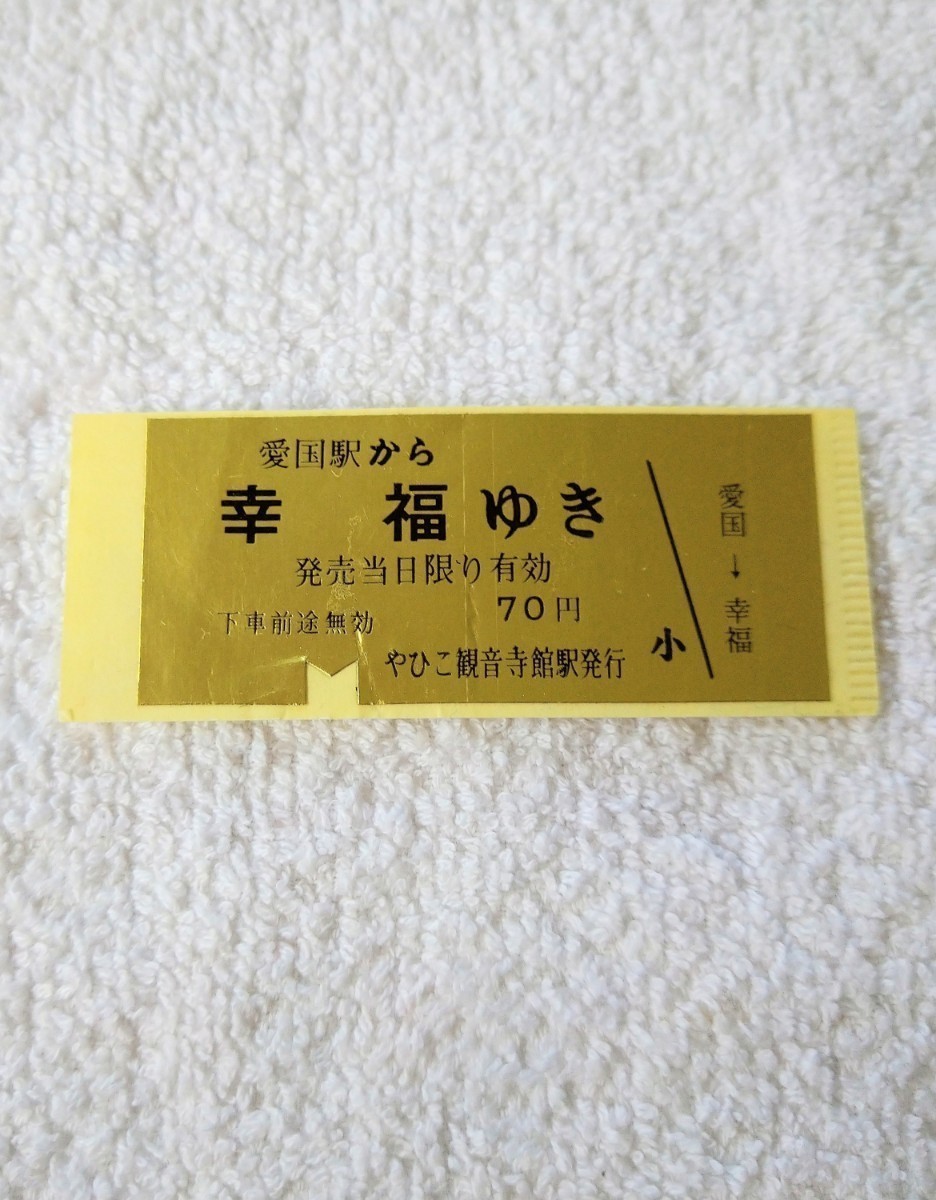 愛国駅から
幸福ゆき
発売当日限り有効
70円
下車前途無効
やひこ観音寺館駅発行
小
愛国→幸福